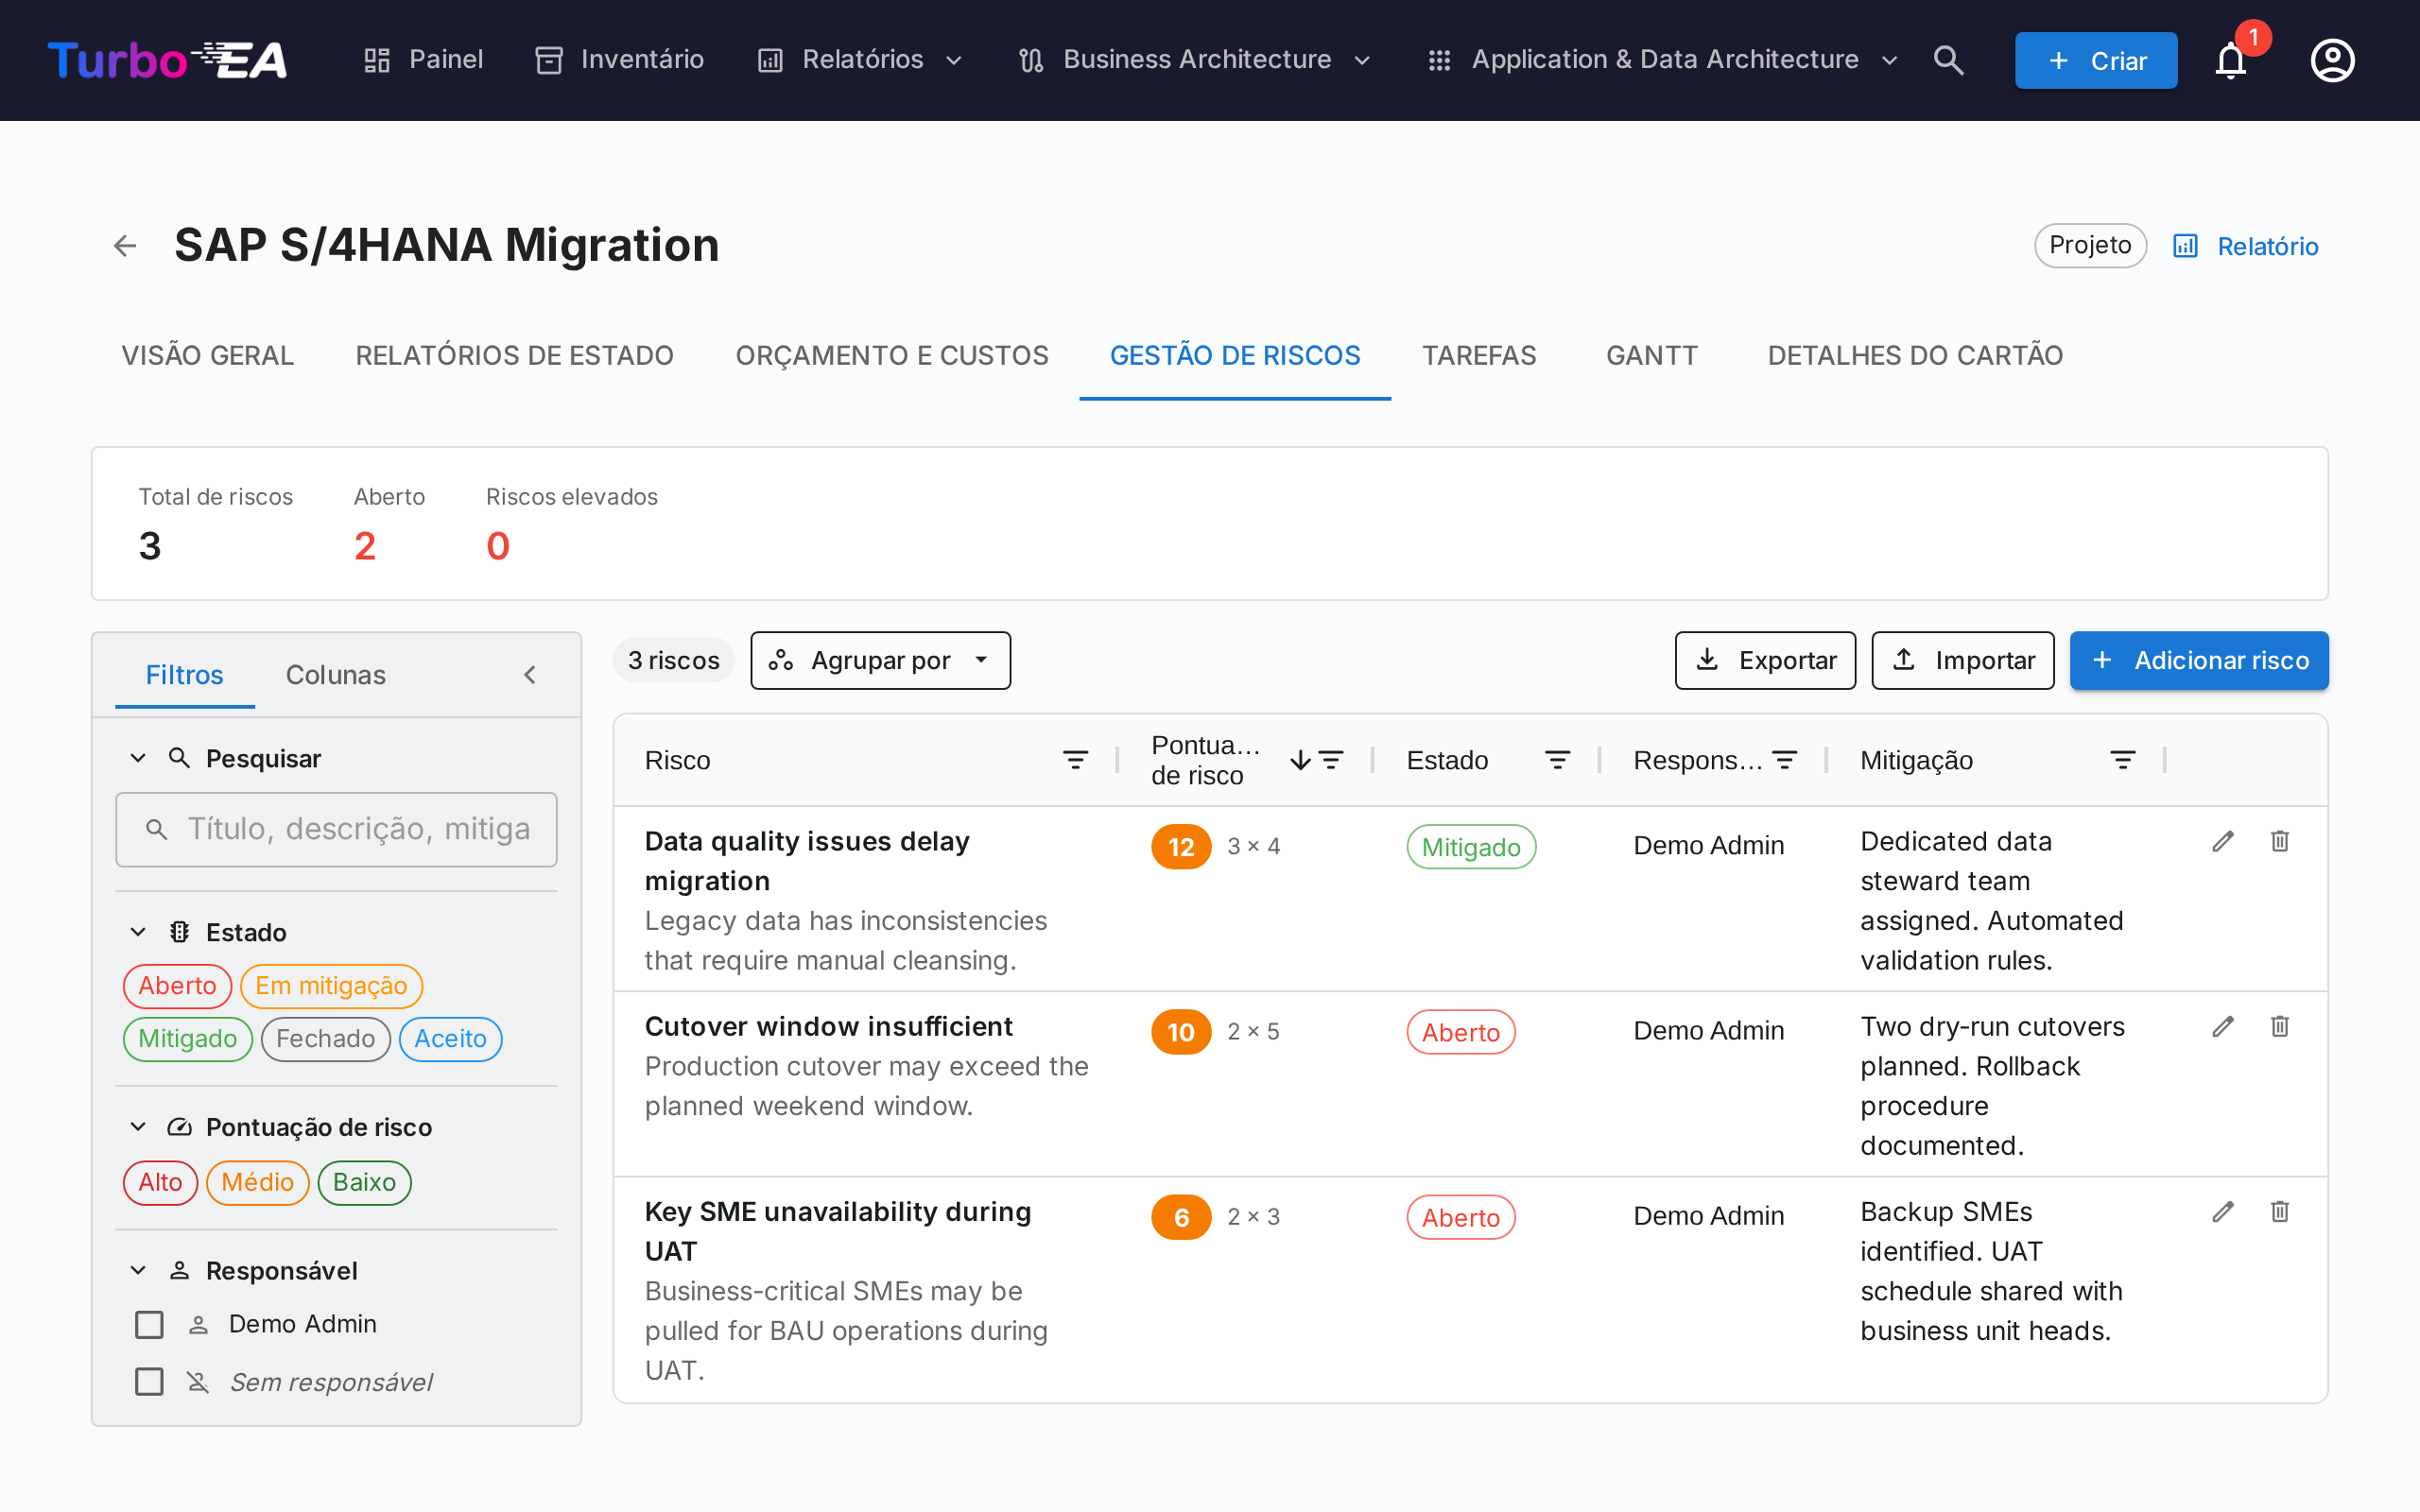 Turbo EA
Painel
Inventário
Relatórios
Business Architecture
Application & Data Architecture
Criar
1
SAP S/4HANA Migration
Projeto
Relatório
VISÃO GERAL
RELATÓRIOS DE ESTADO
ORÇAMENTO E CUSTOS
GESTÃO DE RISCOS
TAREFAS
GANTT
DETALHES DO CARTÃO
Total de riscos
3
Aberto
2
Riscos elevados
0
Filtros
Colunas
Pesquisar
Título, descrição, mitiga
Estado
Aberto
Em mitigação
Mitigado
Fechado
Aceito
Pontuação de risco
Alto
Médio
Baixo
Responsável
Demo Admin
Sem responsável
3 riscos
Agrupar por
Exportar
Importar
Adicionar risco
Risco
Pontua...
de risco
Estado
Respons...
Mitigação
Data quality issues delay
migration
Legacy data has inconsistencies
that require manual cleansing.
12
3 × 4
Mitigado
Demo Admin
Dedicated data
steward team
assigned. Automated
validation rules.
Cutover window insufficient
Production cutover may exceed the
planned weekend window.
10
2 × 5
Aberto
Demo Admin
Two dry-run cutovers
planned. Rollback
procedure
documented.
Key SME unavailability during
UAT
Business-critical SMEs may be
pulled for BAU operations during
UAT.
6
2 × 3
Aberto
Demo Admin
Backup SMEs
identified. UAT
schedule shared with
business unit heads.